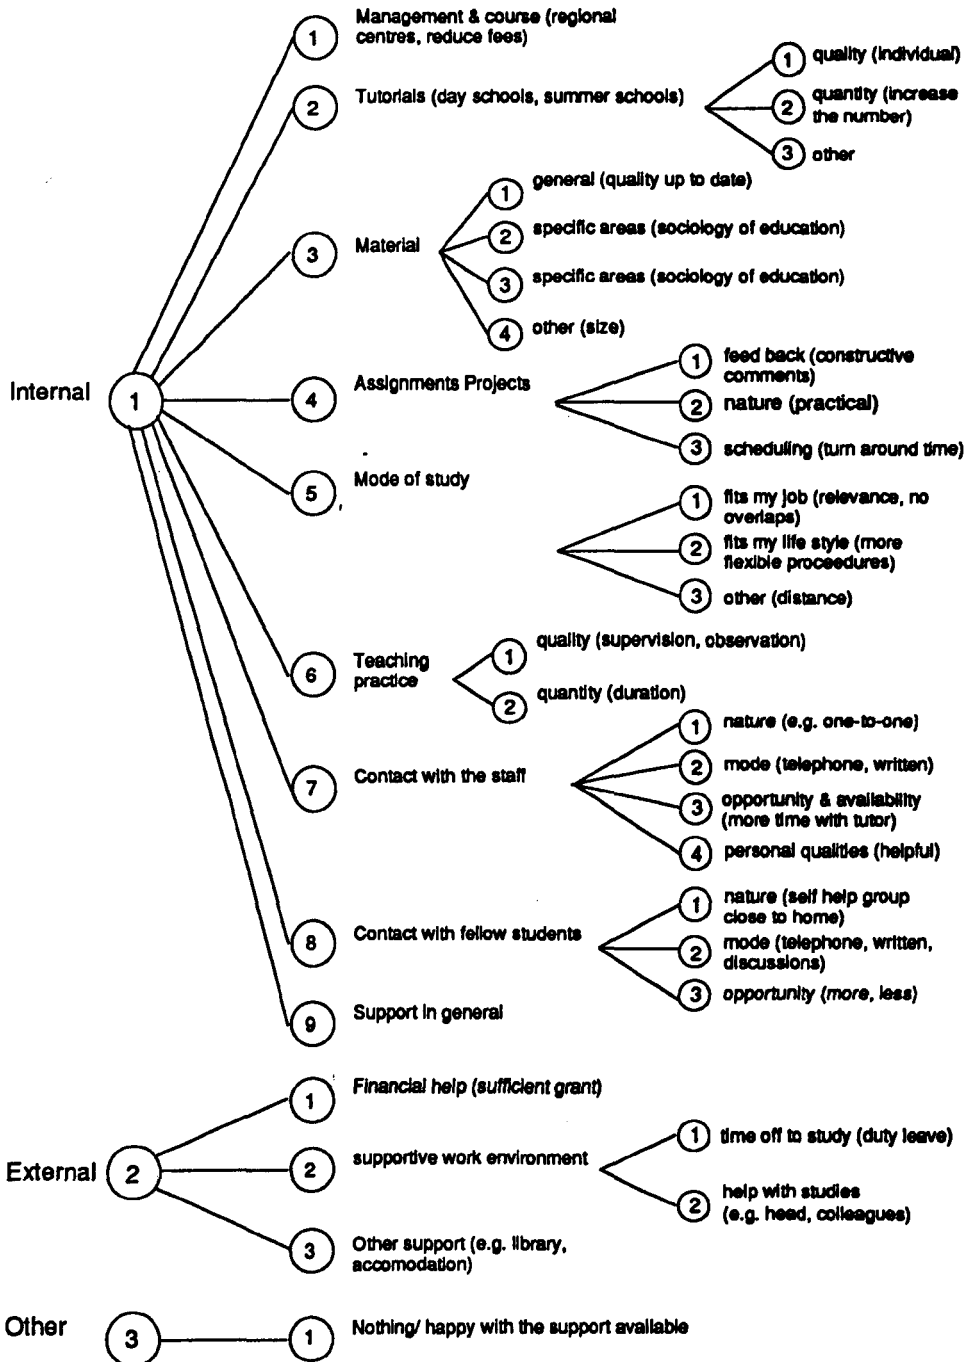 1
Management & course (regional
centres, reduce fees)
2
Tutorials (day schools, summer schools)
1
quality (individual)
2
quantity (increase
the number)
3
other
3
Material
1
general (quality up to date)
2
specific areas (sociology of education)
3
specific areas (sociology of education)
4
other (size)
Internal
1
4
Assignments Projects
1
feed back (constructive
comments)
2
nature (practical)
3
scheduling (turn around time)
5
Mode of study
1
fits my job (relevance, no
overlaps)
2
fits my life style (more
flexible proceedures)
3
other (distance)
6
Teaching
practice
1
quality (supervision, observation)
2
quantity (duration)
7
Contact with the staff
1
nature (e.g. one-to-one)
2
mode (telephone, written)
3
opportunity & availability
(more time with tutor)
4
personal qualities (helpful)
8
Contact with fellow students
1
nature (self help group
close to home)
2
mode (telephone, written,
discussions)
3
opportunity (more, less)
9
Support in general
External
2
1
Financial help (sufficient grant)
2
supportive work environment
1
time off to study (duty leave)
2
help with studies
(e.g. head, colleagues)
3
Other support (e.g. library,
accomodation)
Other
3
1
Nothing/ happy with the support available